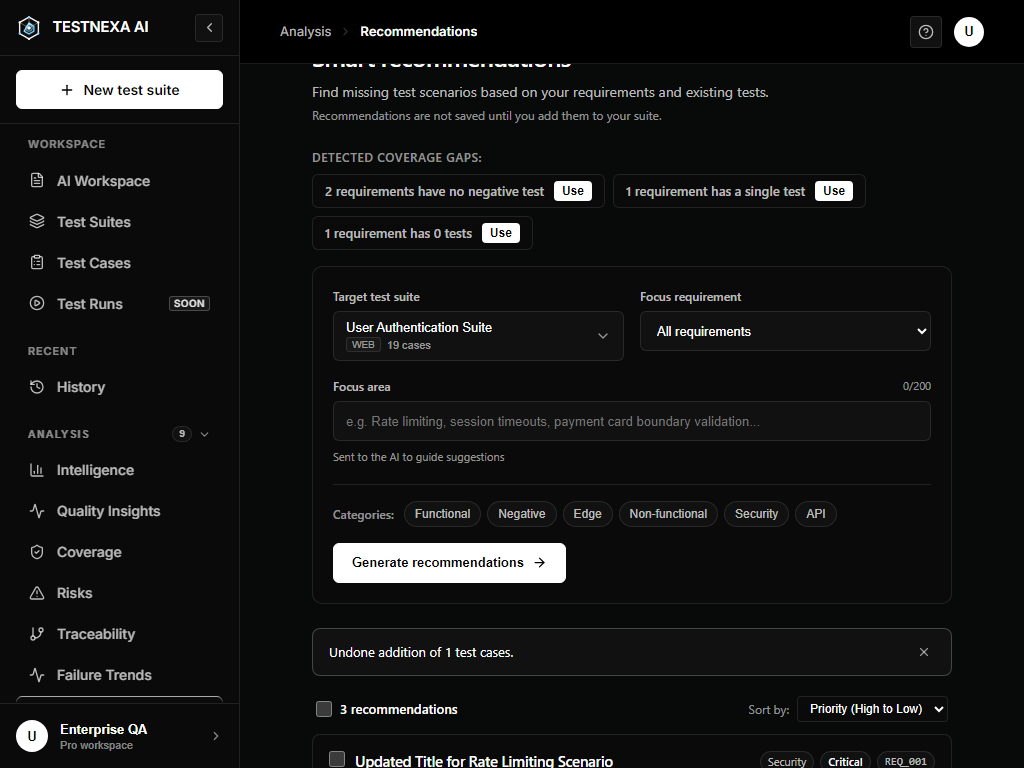 TESTNEXA AI
Analysis > Recommendations
U
New test suite
WORKSPACE
AI Workspace
Test Suites
Test Cases
Test Runs SOON
RECENT
History
ANALYSIS 9
Intelligence
Quality Insights
Coverage
Risks
Traceability
Failure Trends
U
Enterprise QA
Pro workspace
Smart recommendations
Find missing test scenarios based on your requirements and existing tests.
Recommendations are not saved until you add them to your suite.
DETECTED COVERAGE GAPS:
2 requirements have no negative test Use
1 requirement has a single test Use
1 requirement has 0 tests Use
Target test suite
User Authentication Suite
WEB 19 cases
Focus requirement
All requirements
Focus area 0/200
e.g. Rate limiting, session timeouts, payment card boundary validation...
Sent to the AI to guide suggestions
Categories: Functional Negative Edge Non-functional Security API
Generate recommendations →
Undone addition of 1 test cases.
3 recommendations
Sort by: Priority (High to Low)
Updated Title for Rate Limiting Scenario Security Critical REQ_001